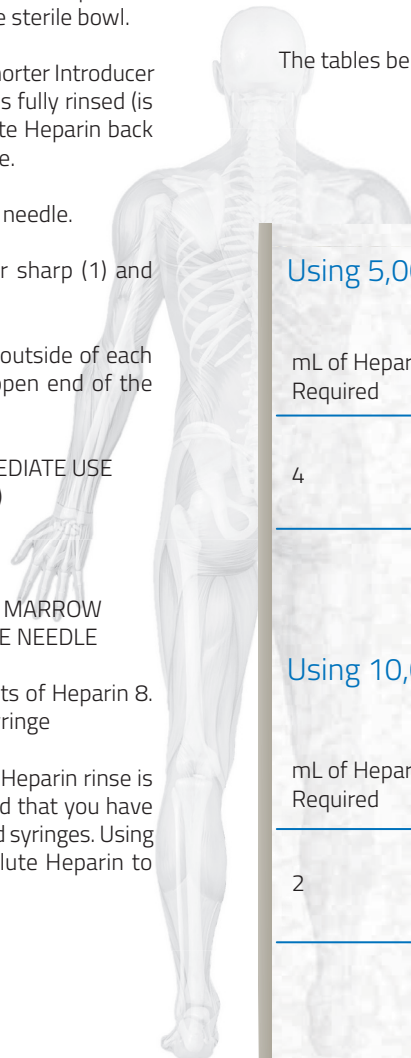 e sterile bowl.
orter Introducer
s fully rinsed (is
te Heparin back
e.
needle.
r sharp (1) and
outside of each
open end of the
EDIATE USE
)
MARROW
E NEEDLE
ts of Heparin 8.
ringe
Heparin rinse is
d that you have
d syringes. Using
lute Heparin to
The tables be
Using 5,00
mL of Hepar
Required
4
Using 10,0
mL of Hepar
Required
2